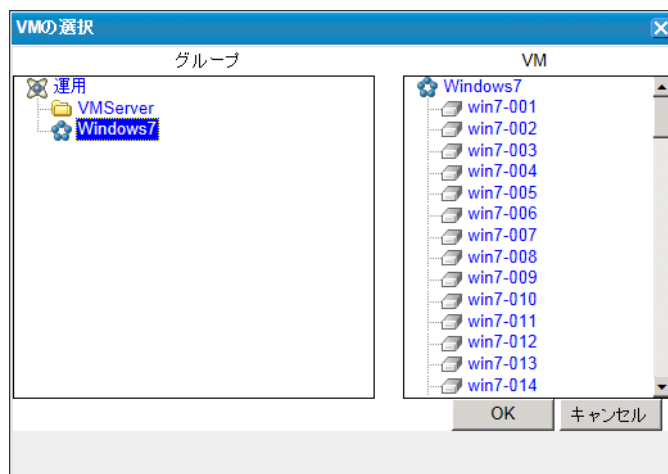 VMの選択
グループ
運用
VMServer
Windows7
VM
Windows7
win7-001
win7-002
win7-003
win7-004
win7-005
win7-006
win7-007
win7-008
win7-009
win7-010
win7-011
win7-012
win7-013
win7-014
OK
キャンセル